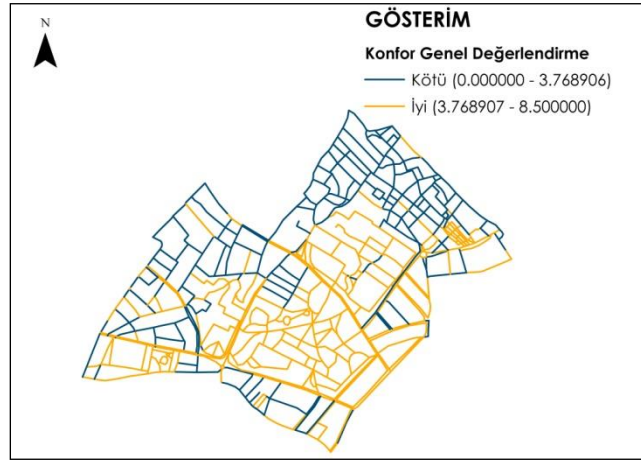 N
GÖSTERİM
Konfor Genel Değerlendirme
Kötü (0.000000 - 3.768906)
İyi (3.768907 - 8.500000)